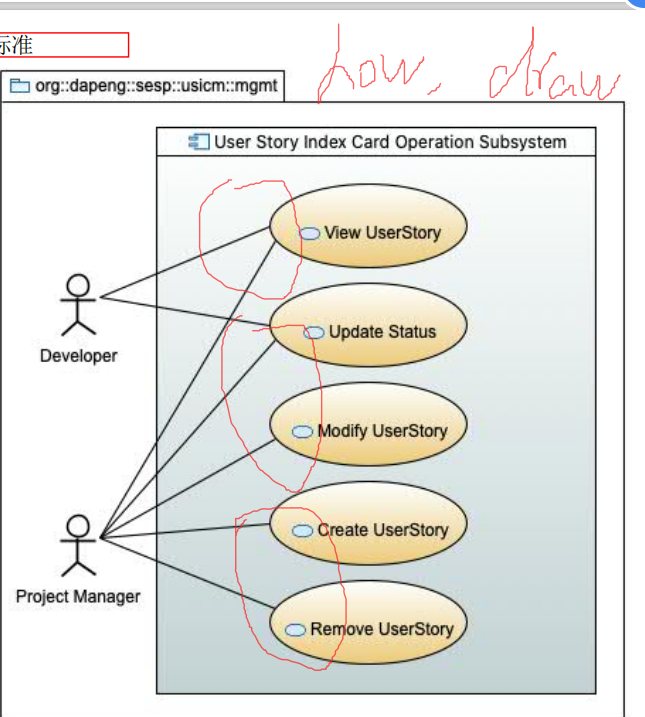 标准
org::dapeng::sesp::usicm::mgmt
how. draw
User Story Index Card Operation Subsystem
View UserStory
Update Status
Developer
Modify UserStory
Create UserStory
Project Manager
Remove UserStory